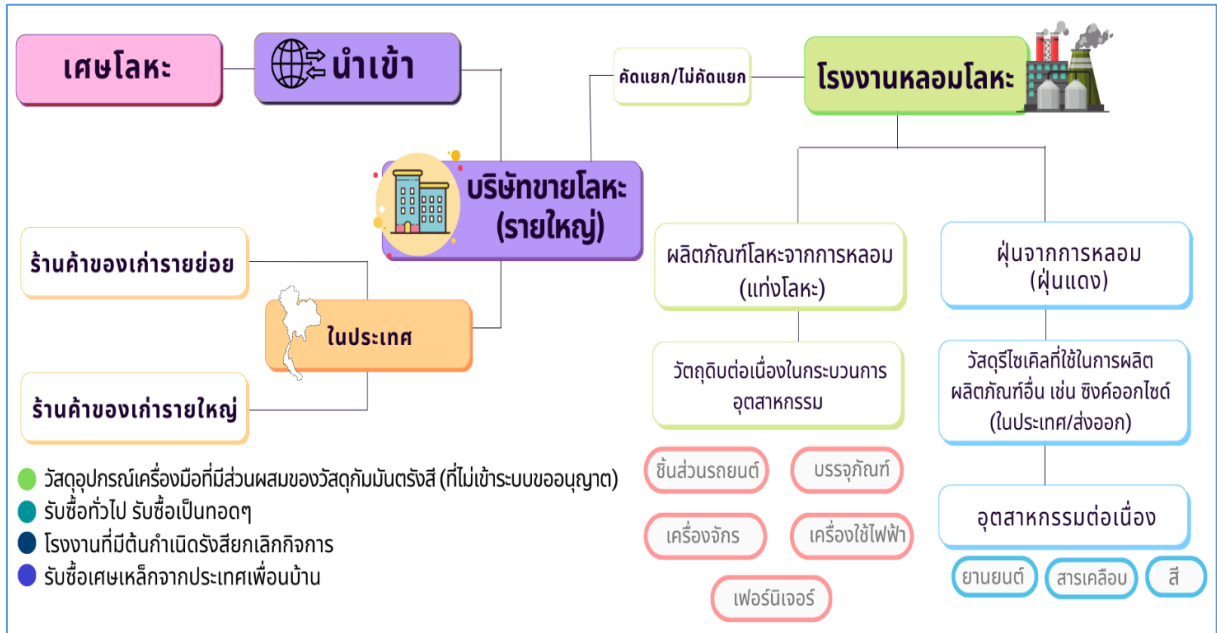 เศษโลหะ
นำเข้า
คัดแยก/ไม่คัดแยก
โรงงานหลอมโลหะ
บริษัทขายโลหะ
(รายใหญ่)
ร้านค้าของเก่ารายย่อย
ในประเทศ
ร้านค้าของเก่ารายใหญ่
ผลิตภัณฑ์โลหะจากการหลอม
(แท่งโลหะ)
ฝุ่นจากการหลอม
(ฝุ่นแดง)
วัตถุดิบต่อเนื่องในกระบวนการ
อุตสาหกรรม
วัสดุรีไซเคิลที่ใช้ในการผลิต
ผลิตภัณฑ์อื่น เช่น ซิงค์ออกไซด์
(ในประเทศ/ส่งออก)
ชิ้นส่วนรถยนต์
บรรจุภัณฑ์
เครื่องจักร
เครื่องใช้ไฟฟ้า
เฟอร์นิเจอร์
อุตสาหกรรมต่อเนื่อง
ยานยนต์
สารเคลือบ
สี
วัสดุอุปกรณ์เครื่องมือที่มีส่วนผสมของวัสดุกัมมันตรังสี (ที่ไม่เข้าระบบขออนุญาต)
รับซื้อทั่วไป รับซื้อเป็นทอดๆ
โรงงานที่มีต้นกำเนิดรังสียกเลิกกิจการ
รับซื้อเศษเหล็กจากประเทศเพื่อนบ้าน